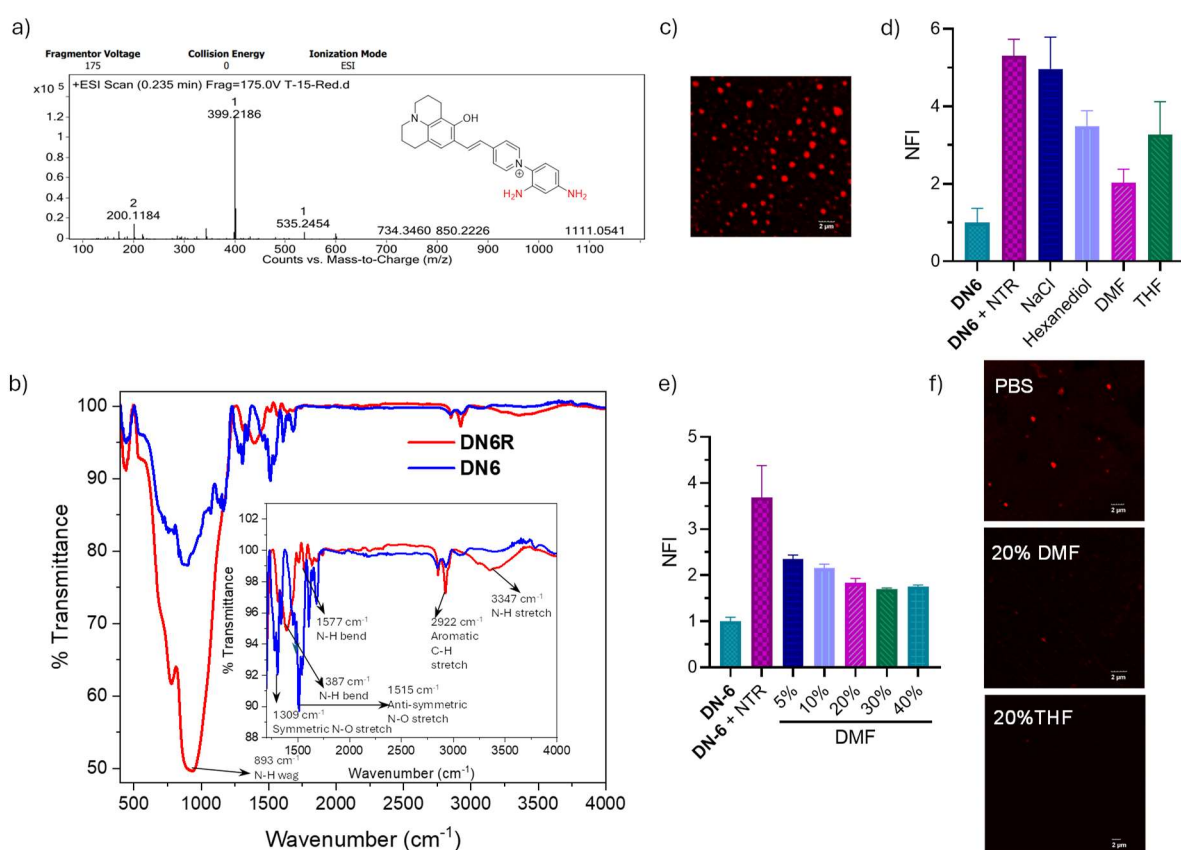 a)
Fragmentor Voltage Collision Energy Ionization Mode
175 0 ESI
x10 5
+ESI Scan (0.235 min) Frag=175.0V T-15-Red.d
1
399.2186
2
200.1184
1
535.2454
734.3460 850.2226 1111.0541
1.2
1
0.8
0.6
0.4
0.2
0
100 200 300 400 500 600 700 800 900 1000 1100
Counts vs. Mass-to-Charge (m/z)
N
OH
N
H₂N
NH₂
c)
2 µm
d)
NFI
6
4
2
0
DN6
DN6 + NTR
NaCl
Hexanediol
DMF
THF
b)
% Transmittance
100
90
80
70
60
50
500 1000 1500 2000 2500 3000 3500 4000
Wavenumber (cm-1)
DN6R
DN6
% Transmittance
102
100
98
96
94
92
90
88
1500 2000 2500 3000 3500 4000
Wavenumber (cm-1)
1577 cm-1
N-H bend
2922 cm-1
Aromatic
C-H
stretch
3347 cm-1
N-H stretch
387 cm-1
N-H bend
1515 cm-1
Anti-symmetric
N-O stretch
1309 cm-1
Symmetric N-O stretch
893 cm-1
N-H wag
e)
NFI
5
4
3
2
1
0
DN-6
DN-6 + NTR
5%
10%
20%
30%
40%
DMF
f)
PBS
2 µm
20% DMF
2 µm
20%THF
2 µm